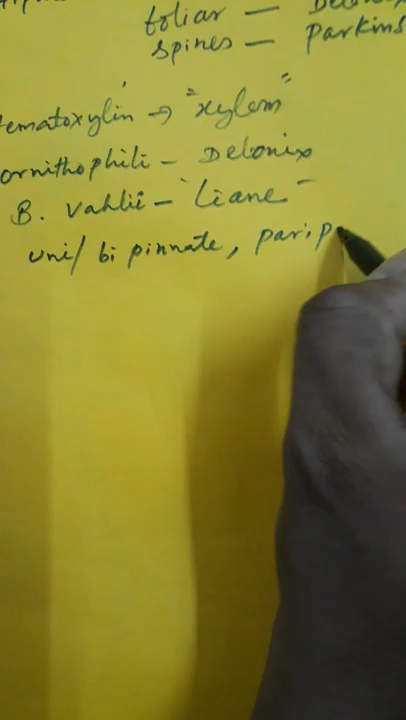 foliar —
spines — Parkins
ematoxylin → "xylem"
ornithophili — Delonix
B. vahlii — "Liane"
uni/ bi pinnate, parip